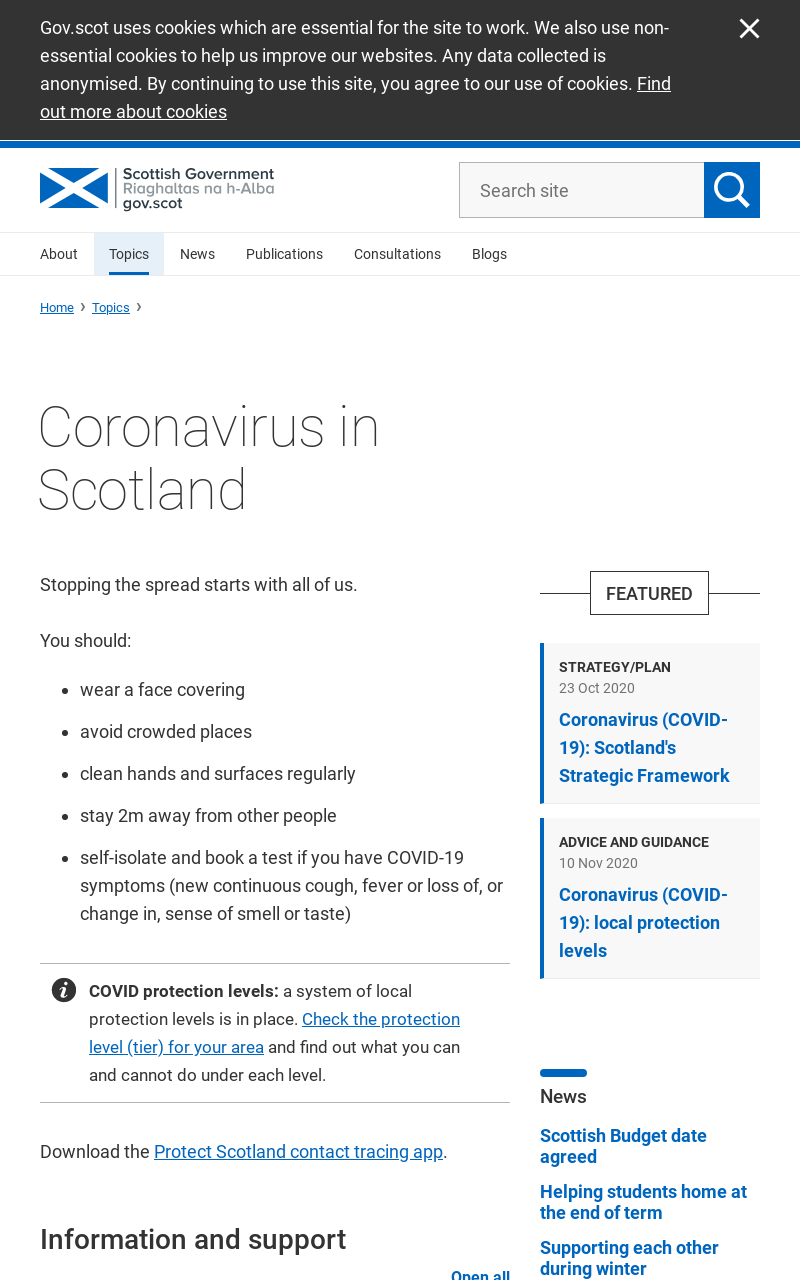 Gov.scot uses cookies which are essential for the site to work. We also use non-
essential cookies to help us improve our websites. Any data collected is
anonymised. By continuing to use this site, you agree to our use of cookies. Find
out more about cookies
Scottish Government
Riaghaltas na h-Alba
gov.scot
Search site
About
Topics
News
Publications
Consultations
Blogs
Home › Topics ›
Coronavirus in
Scotland
Stopping the spread starts with all of us.
You should:
• wear a face covering
• avoid crowded places
• clean hands and surfaces regularly
• stay 2m away from other people
• self-isolate and book a test if you have COVID-19
symptoms (new continuous cough, fever or loss of, or
change in, sense of smell or taste)
COVID protection levels: a system of local
protection levels is in place. Check the protection
level (tier) for your area and find out what you can
and cannot do under each level.
Download the Protect Scotland contact tracing app.
Information and support
Open all
FEATURED
STRATEGY/PLAN
23 Oct 2020
Coronavirus (COVID-
19): Scotland's
Strategic Framework
ADVICE AND GUIDANCE
10 Nov 2020
Coronavirus (COVID-
19): local protection
levels
News
Scottish Budget date
agreed
Helping students home at
the end of term
Supporting each other
during winter